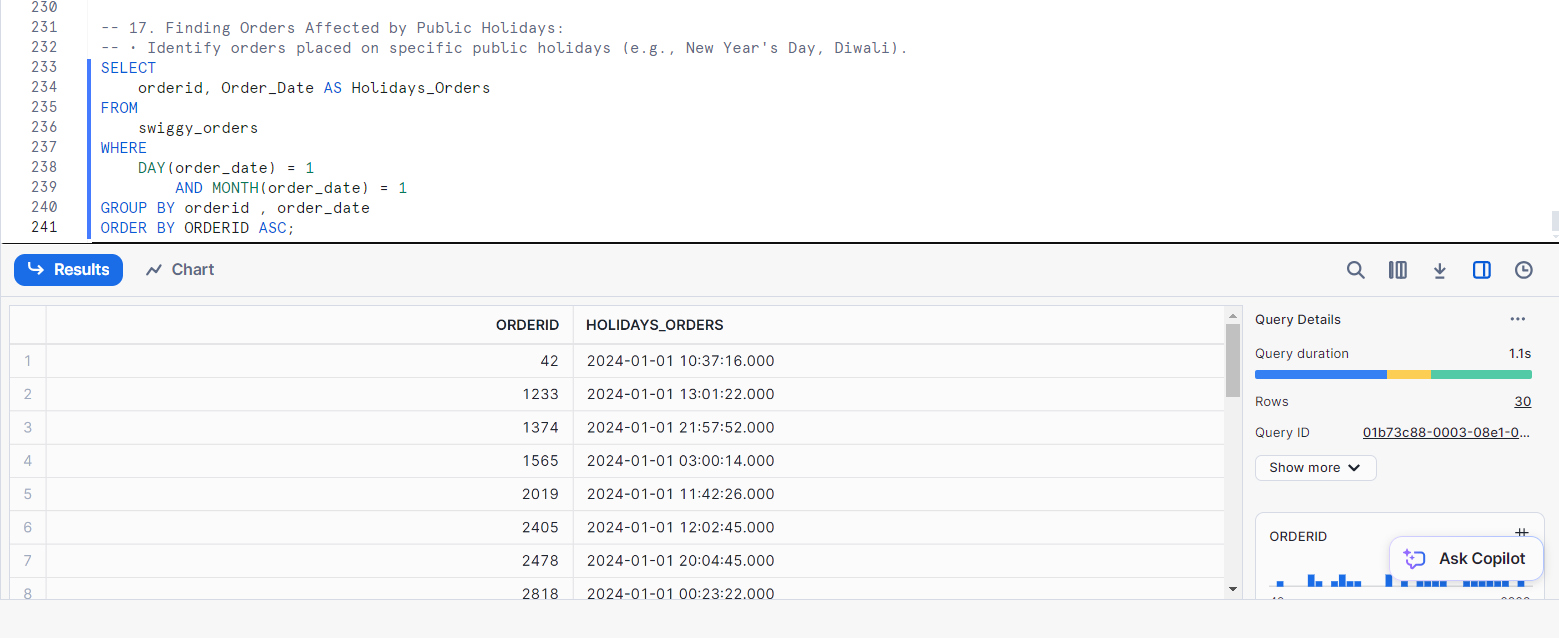 230
231 -- 17. Finding Orders Affected by Public Holidays:
232 -- · Identify orders placed on specific public holidays (e.g., New Year's Day, Diwali).
233 SELECT
234 orderid, Order_Date AS Holidays_Orders
235 FROM
236 swiggy_orders
237 WHERE
238 DAY(order_date) = 1
239 AND MONTH(order_date) = 1
240 GROUP BY orderid , order_date
241 ORDER BY ORDERID ASC;
Results Chart
ORDERID HOLIDAYS_ORDERS
1 42 2024-01-01 10:37:16.000
2 1233 2024-01-01 13:01:22.000
3 1374 2024-01-01 21:57:52.000
4 1565 2024-01-01 03:00:14.000
5 2019 2024-01-01 11:42:26.000
6 2405 2024-01-01 12:02:45.000
7 2478 2024-01-01 20:04:45.000
8 2818 2024-01-01 00:23:22.000
Query Details
Query duration 1.1s
Rows 30
Query ID 01b73c88-0003-08e1-0...
Show more
ORDERID #
Ask Copilot